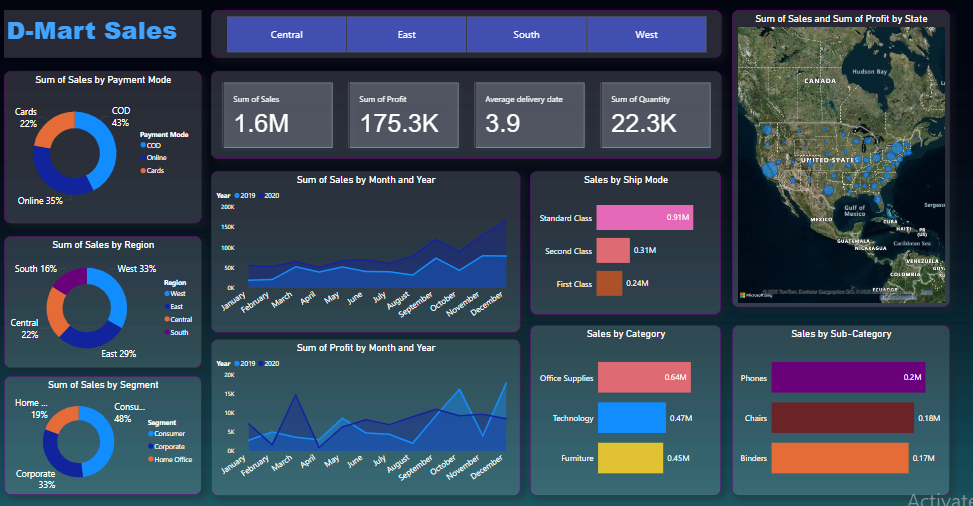 D-Mart Sales
Central
East
South
West
Sum of Sales by Payment Mode
Cards
22%
COD
43%
Online 35%
Payment Mode
COD
Online
Cards
Sum of Sales
1.6M
Sum of Profit
175.3K
Average delivery date
3.9
Sum of Quantity
22.3K
Sum of Sales and Sum of Profit by State
CANADA
Hudson Bay
UNITED STATES
Gulf of
Mexico
MEXICO
CUBA
HAITI
PR
(US)
GUATEMALA
NICARAGUA
Caribbean Sea
VENEZUELA
COLOMBIA
ECUADOR
Microsoft Bing
Sum of Sales by Region
South 16%
West 33%
Central
22%
East 29%
Region
West
East
Central
South
Sum of Sales by Month and Year
Year 2019 2020
200K
150K
100K
50K
0K
January
February
March
April
May
June
July
August
September
October
November
December
Sales by Ship Mode
Standard Class
0.91M
Second Class
0.31M
First Class
0.24M
Sum of Sales by Segment
Home ...
19%
Consu...
48%
Corporate
33%
Segment
Consumer
Corporate
Home Office
Sum of Profit by Month and Year
Year 2019 2020
20K
15K
10K
5K
0K
January
February
March
April
May
June
July
August
September
October
November
December
Sales by Category
Office Supplies
0.64M
Technology
0.47M
Furniture
0.45M
Sales by Sub-Category
Phones
0.2M
Chairs
0.18M
Binders
0.17M
Activate